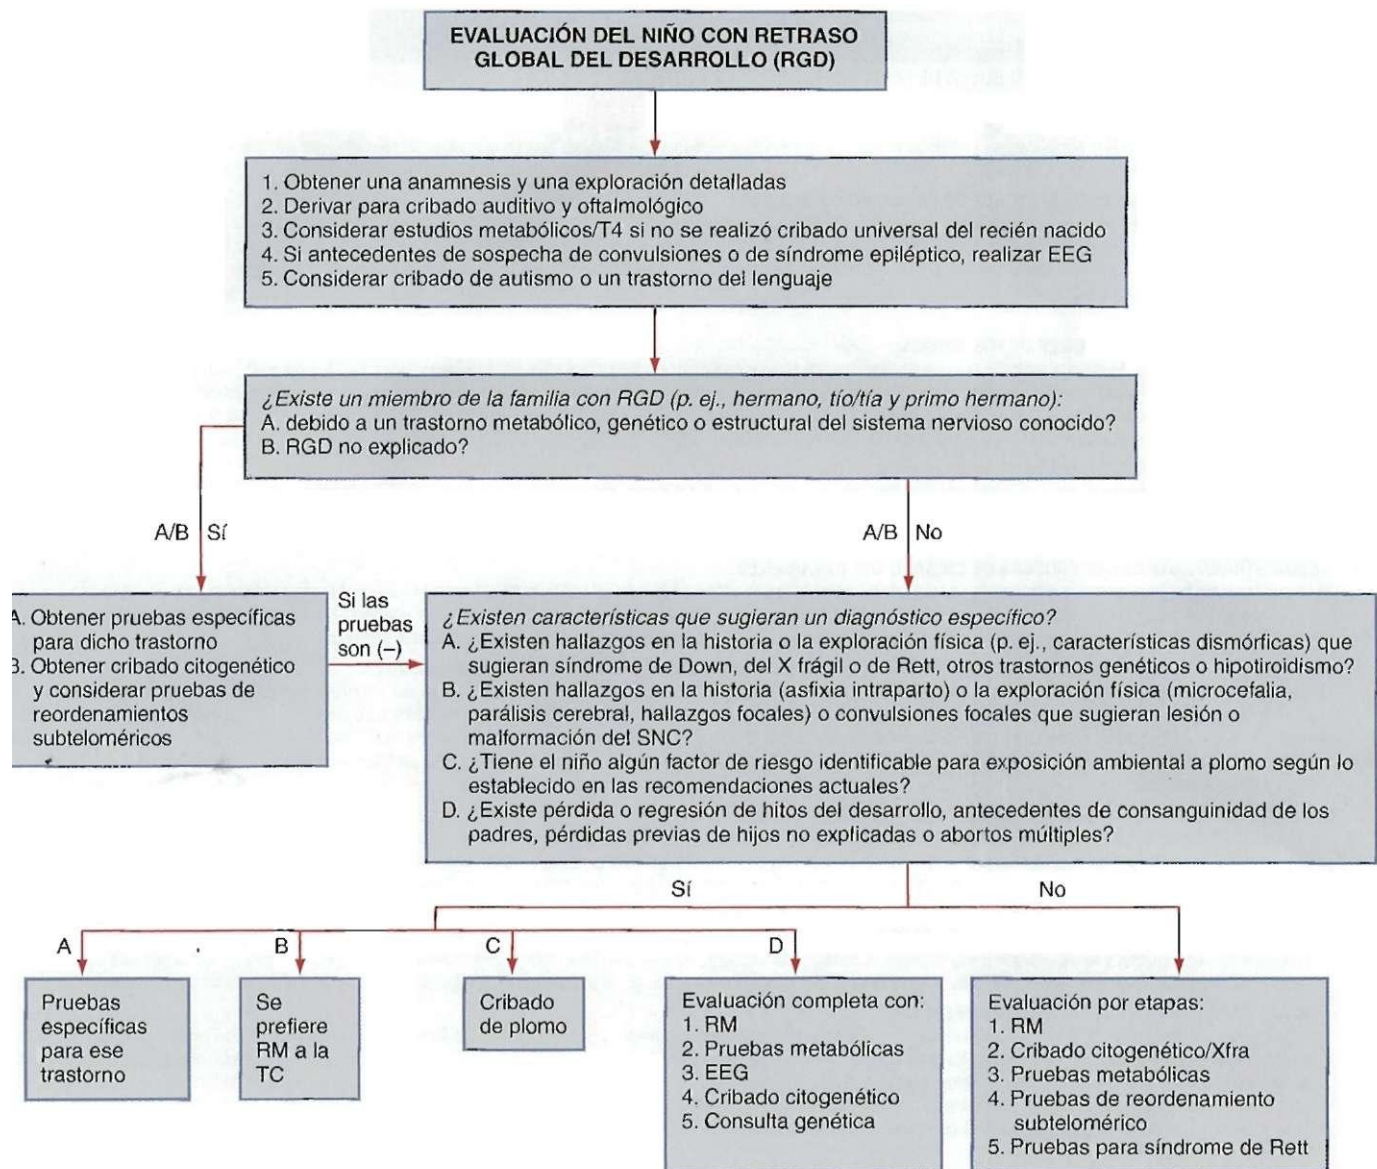 EVALUACIÓN DEL NIÑO CON RETRASO
GLOBAL DEL DESARROLLO (RGD)
1. Obtener una anamnesis y una exploración detalladas
2. Derivar para cribado auditivo y oftalmológico
3. Considerar estudios metabólicos/T4 si no se realizó cribado universal del recién nacido
4. Si antecedentes de sospecha de convulsiones o de síndrome epiléptico, realizar EEG
5. Considerar cribado de autismo o un trastorno del lenguaje
¿Existe un miembro de la familia con RGD (p. ej., hermano, tío/tía y primo hermano):
A. debido a un trastorno metabólico, genético o estructural del sistema nervioso conocido?
B. RGD no explicado?
A/B Sí
A/B No
A. Obtener pruebas específicas
para dicho trastorno
B. Obtener cribado citogenético
y considerar pruebas de
reordenamientos
subteloméricos
Si las
pruebas
son (–)
¿Existen características que sugieran un diagnóstico específico?
A. ¿Existen hallazgos en la historia o la exploración física (p. ej., características dismórficas) que
sugieran síndrome de Down, del X frágil o de Rett, otros trastornos genéticos o hipotiroidismo?
B. ¿Existen hallazgos en la historia (asfixia intraparto) o la exploración física (microcefalia,
parálisis cerebral, hallazgos focales) o convulsiones focales que sugieran lesión o
malformación del SNC?
C. ¿Tiene el niño algún factor de riesgo identificable para exposición ambiental a plomo según lo
establecido en las recomendaciones actuales?
D. ¿Existe pérdida o regresión de hitos del desarrollo, antecedentes de consanguinidad de los
padres, pérdidas previas de hijos no explicadas o abortos múltiples?
Sí
No
A
B
C
D
Pruebas
específicas
para ese
trastorno
Se
prefiere
RM a la
TC
Cribado
de plomo
Evaluación completa con:
1. RM
2. Pruebas metabólicas
3. EEG
4. Cribado citogenético
5. Consulta genética
Evaluación por etapas:
1. RM
2. Cribado citogenético/Xfra
3. Pruebas metabólicas
4. Pruebas de reordenamiento
subtelomérico
5. Pruebas para síndrome de Rett